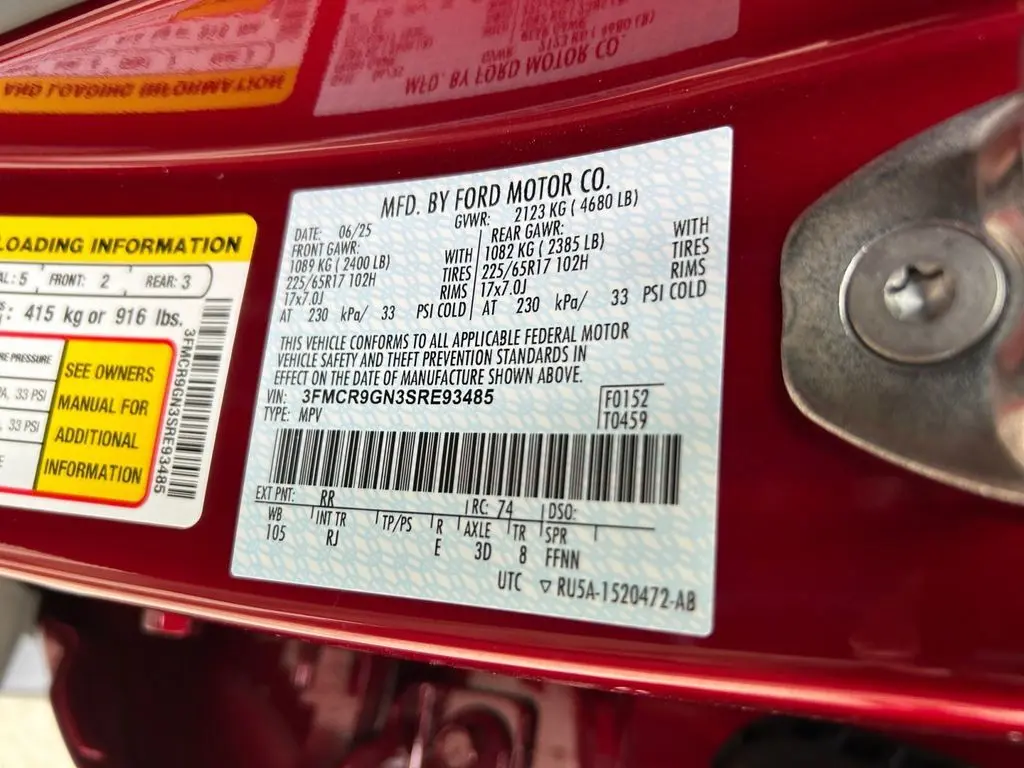 LOADING INFORMATION
AL: 5 FRONT: 2 REAR: 3
: 415 kg or 916 lbs.
RE PRESSURE
, 33 PSI
, 33 PSI
SEE OWNERS
MANUAL FOR
ADDITIONAL
INFORMATION
3FMCR9GN3SRE93485
MFD. BY FORD MOTOR CO.
DATE: 06/25 GVWR: 2123 KG ( 4680 LB)
FRONT GAWR: REAR GAWR:
1089 KG ( 2400 LB) WITH 1082 KG ( 2385 LB) WITH
225/65R17 102H TIRES 225/65R17 102H TIRES
17x7.0J RIMS 17x7.0J RIMS
AT 230 kPa/ 33 PSI COLD AT 230 kPa/ 33 PSI COLD
THIS VEHICLE CONFORMS TO ALL APPLICABLE FEDERAL MOTOR
VEHICLE SAFETY AND THEFT PREVENTION STANDARDS IN
EFFECT ON THE DATE OF MANUFACTURE SHOWN ABOVE.
VIN: 3FMCR9GN3SRE93485 F0152
TYPE: MPV T0459
EXT PNT: RR RC: 74 DSO:
WB INT TR TP/PS R AXLE TR SPR
105 RJ E 3D 8 FFNN
UTC ▽ RU5A-1520472-AB